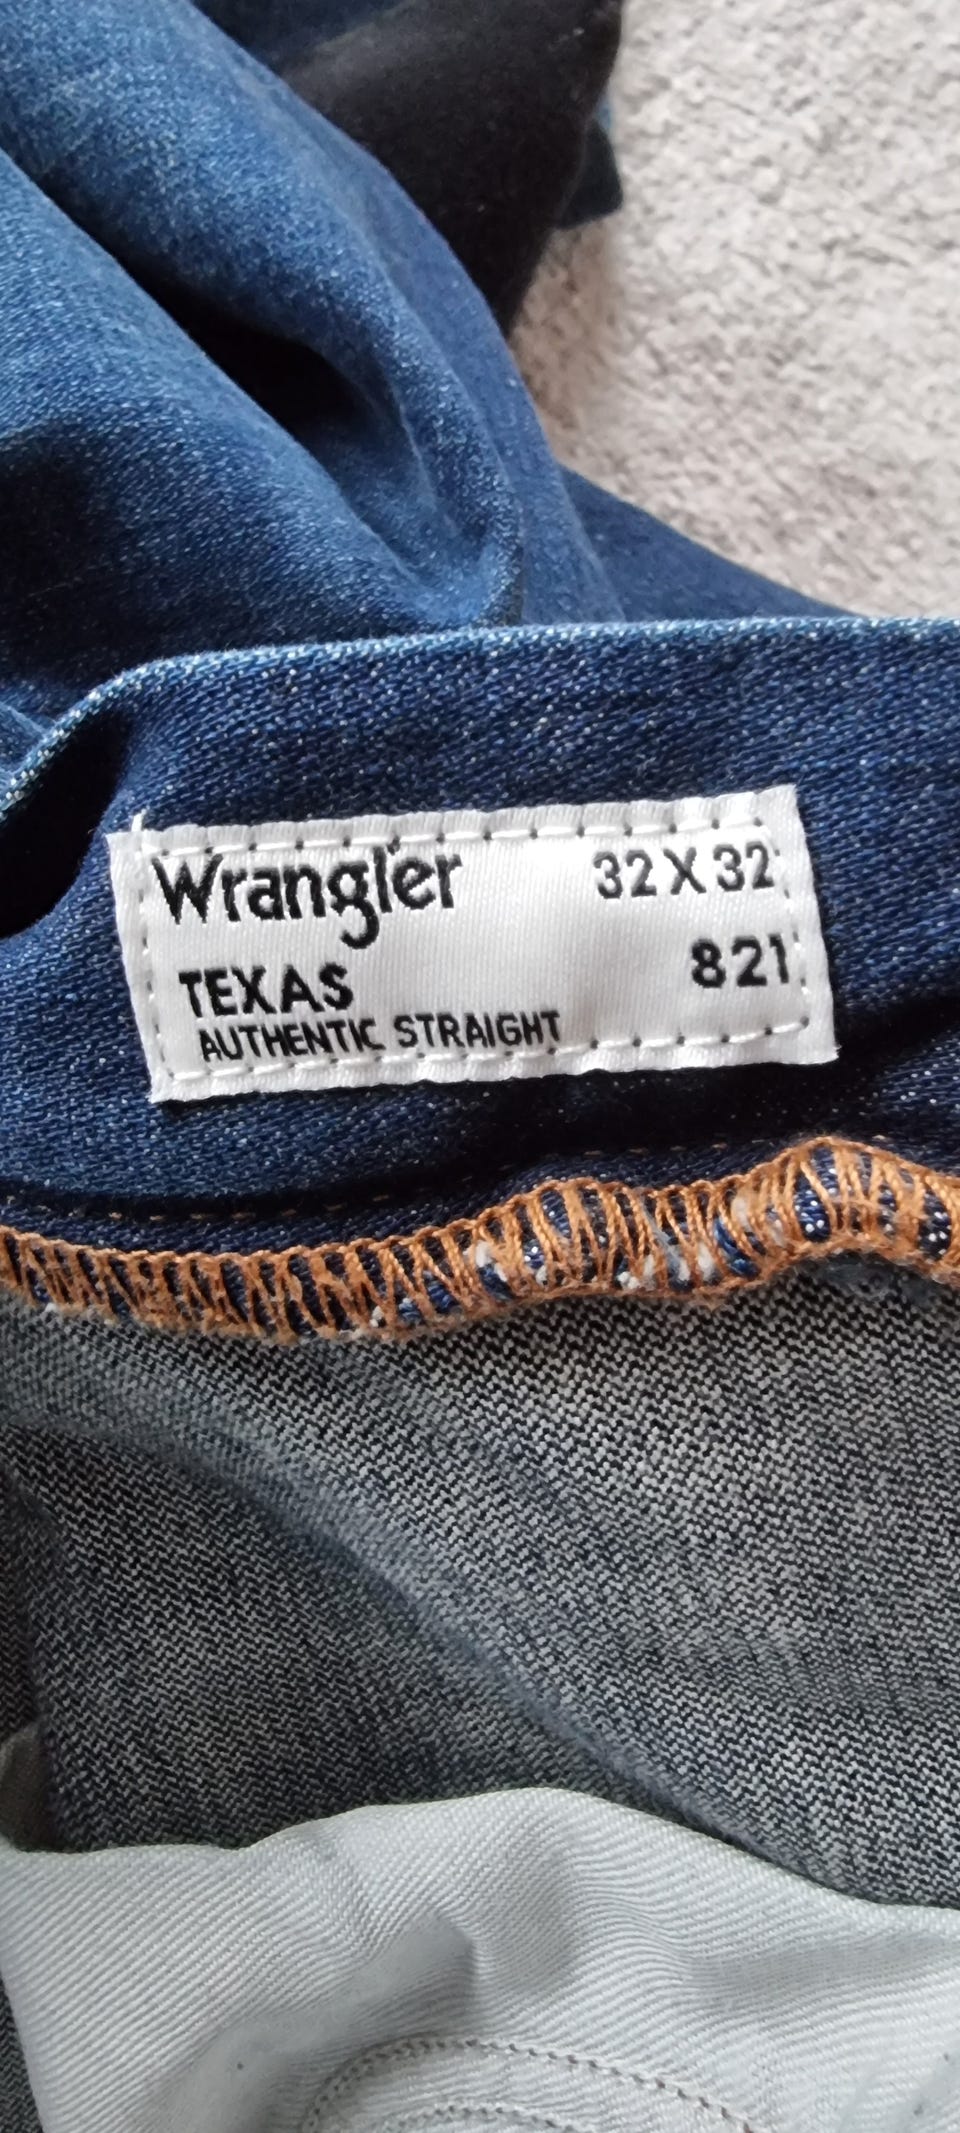 Wrangler 32 X 32
TEXAS 821
AUTHENTIC STRAIGHT